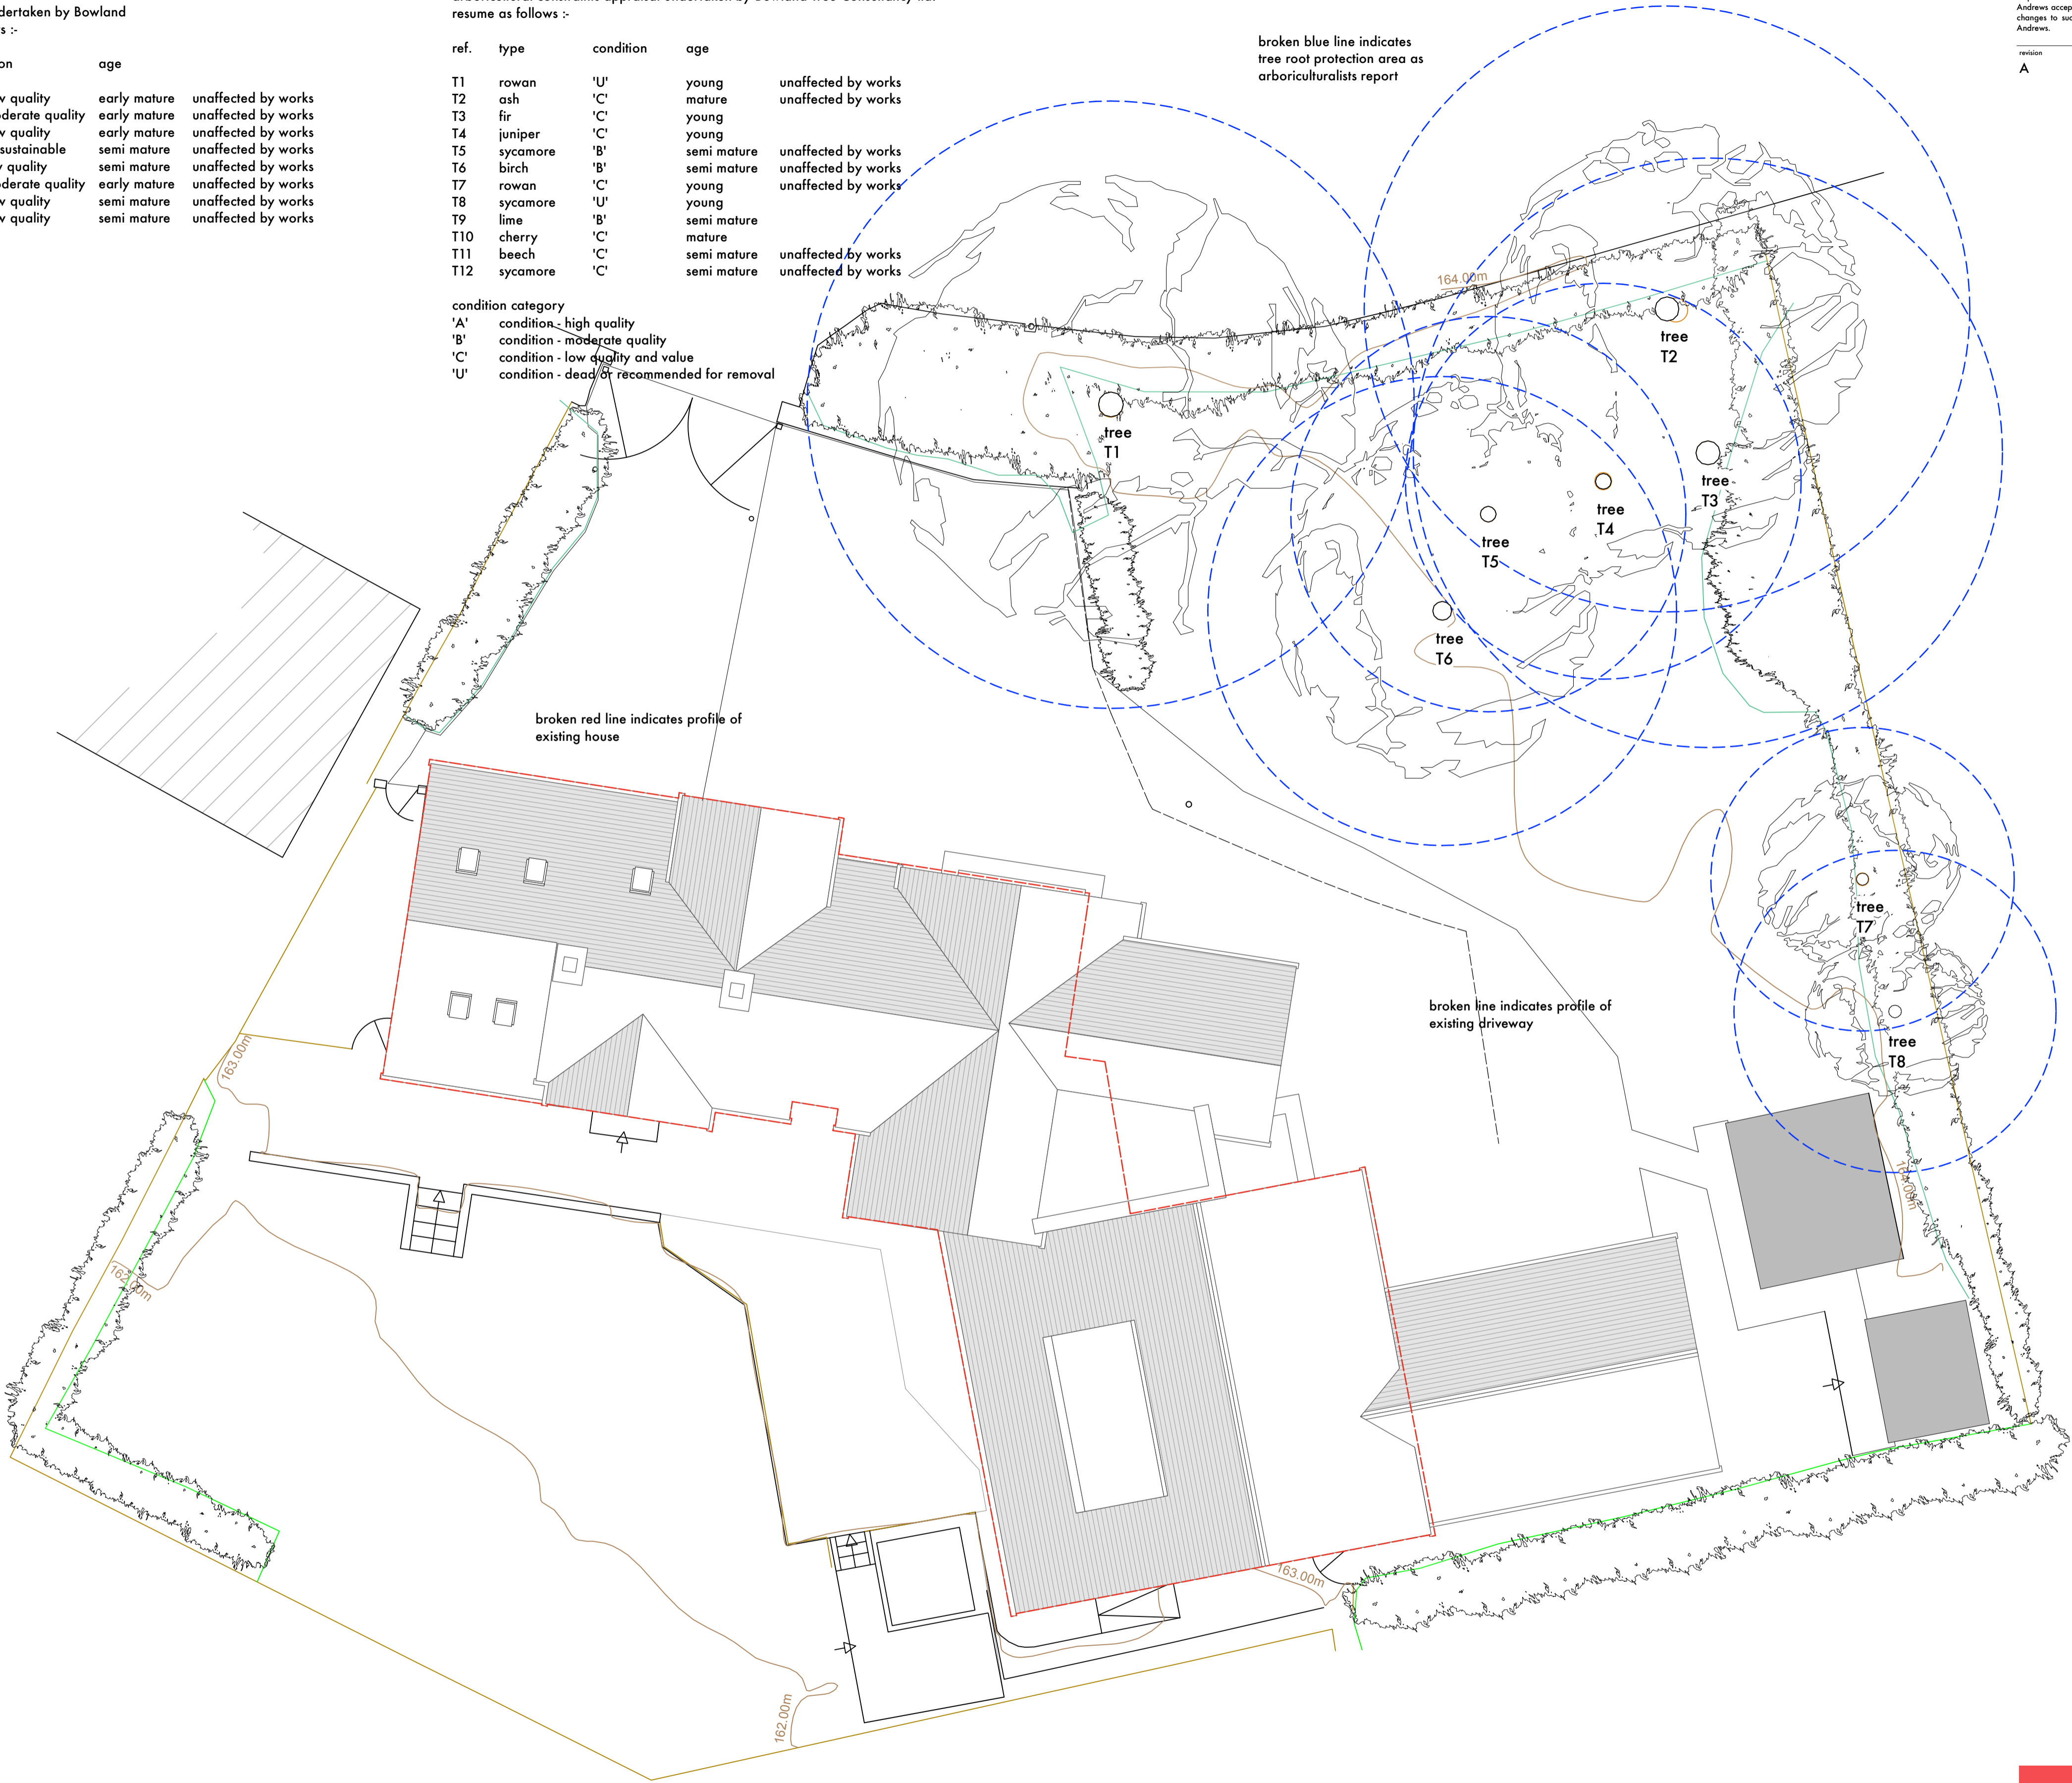 dertaken by Bowland
s :-
on age
w quality early mature unaffected by works
derate quality early mature unaffected by works
w quality early mature unaffected by works
sustainable semi mature unaffected by works
v quality semi mature unaffected by works
derate quality early mature unaffected by works
w quality semi mature unaffected by works
w quality semi mature unaffected by works
resume as follows :-
ref. type condition age
T1 rowan 'U' young unaffected by works
T2 ash 'C' mature unaffected by works
T3 fir 'C' young
T4 juniper 'C' young
T5 sycamore 'B' semi mature unaffected by works
T6 birch 'B' semi mature unaffected by works
T7 rowan 'C' young unaffected by works
T8 sycamore 'U' young
T9 lime 'B' semi mature
T10 cherry 'C' mature
T11 beech 'C' semi mature unaffected by works
T12 sycamore 'C' semi mature unaffected by works
condition category
'A' condition - high quality
'B' condition - moderate quality
'C' condition - low quality and value
'U' condition - dead or recommended for removal
broken blue line indicates
tree root protection area as
arboriculturalists report
Andrews accep
changes to suc
Andrews.
revision
A
164.00m
tree
T2
tree
T1
tree
T3
tree
T4
tree
T5
tree
T6
broken red line indicates profile of
existing house
tree
T7
broken line indicates profile of
existing driveway
tree
T8
163.00m
164.00m
162.00m
163.00m
162.00m